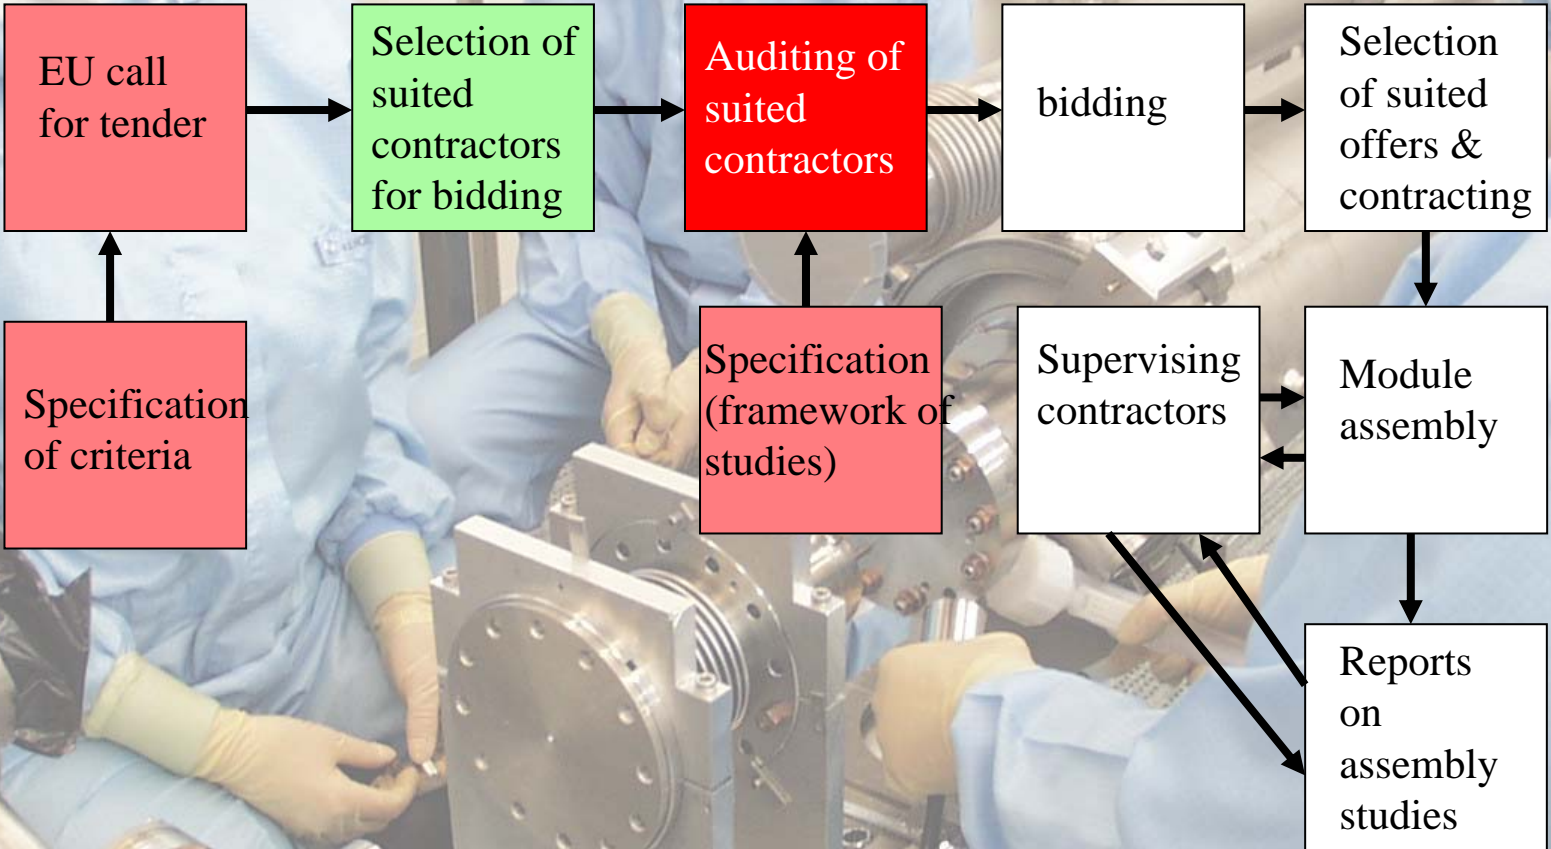 EU call
for tender
Selection of
suited
contractors
for bidding
Auditing of
suited
contractors
bidding
Selection
of suited
offers &
contracting
Specification
of criteria
Specification
(framework of
studies)
Supervising
contractors
Module
assembly
Reports
on
assembly
studies